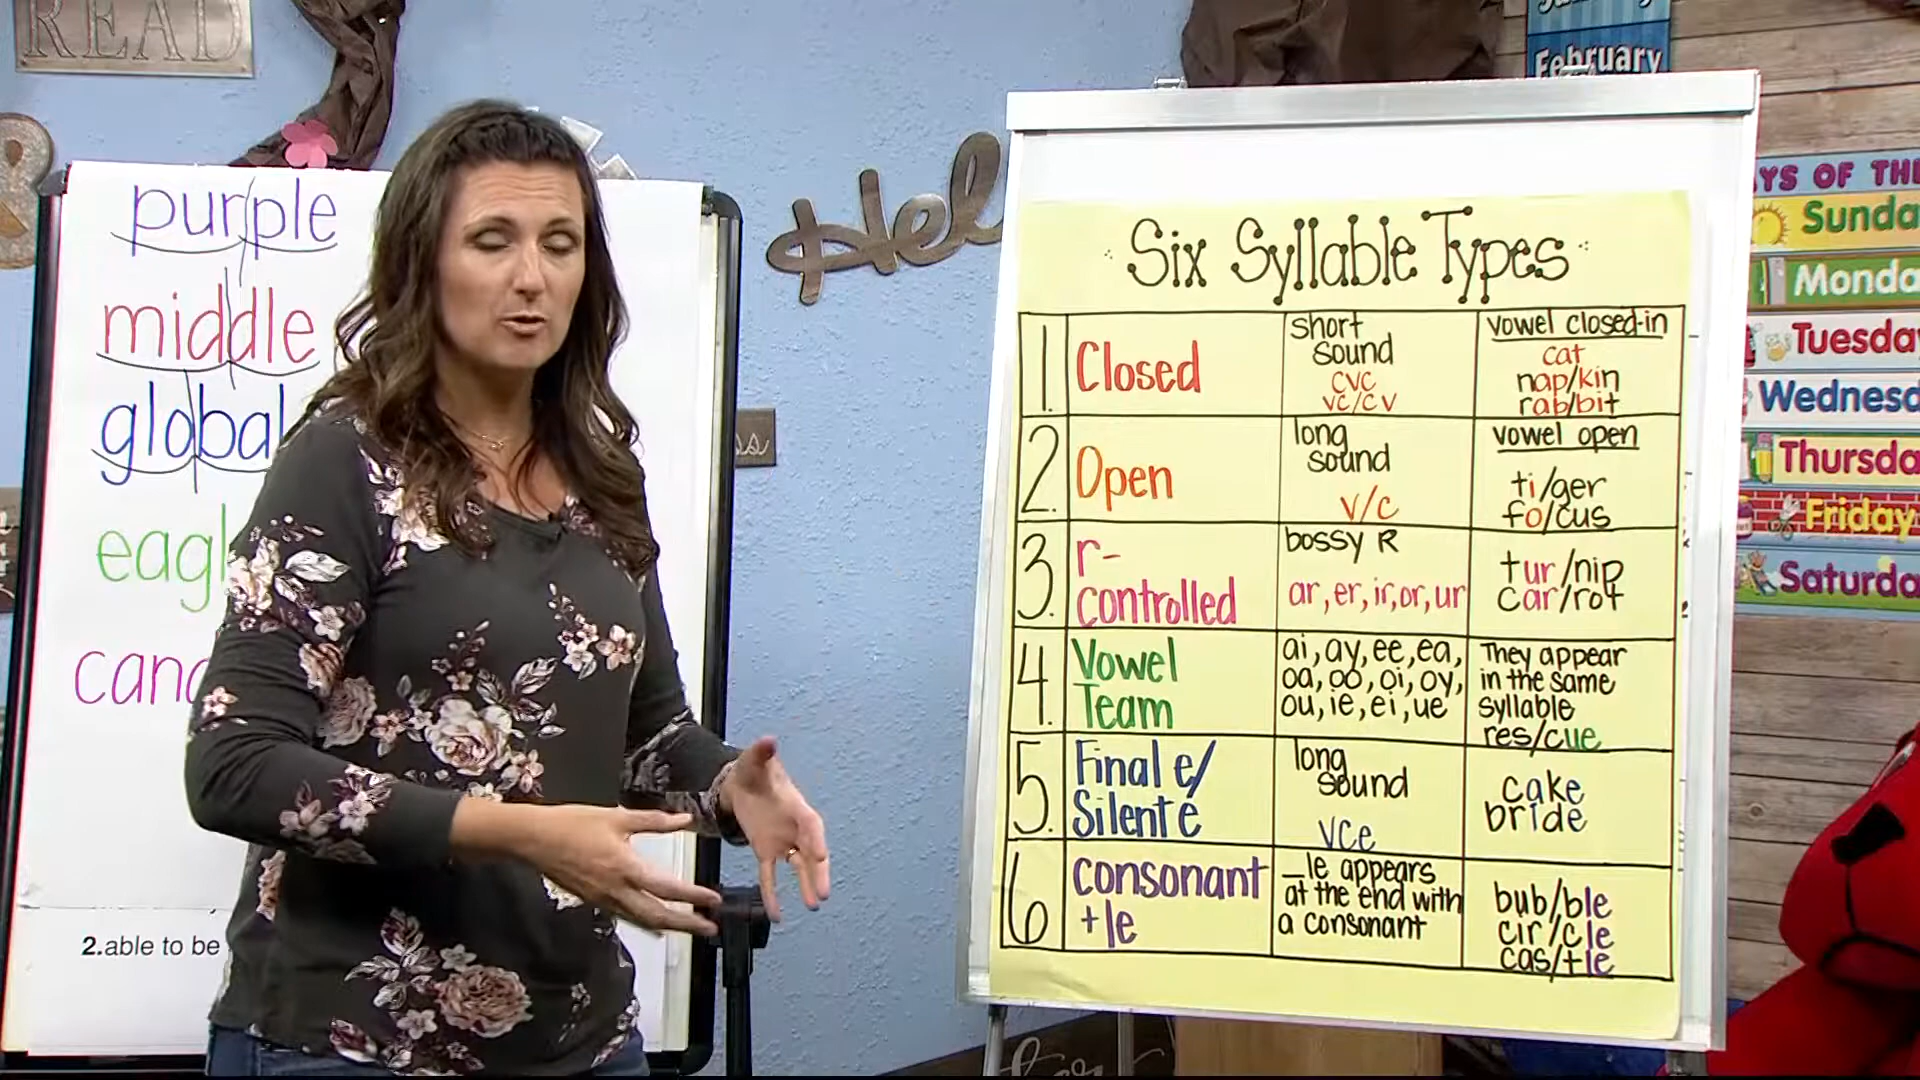 READ
purple
middle
global
eagl
2.able to be
Hel
Six Syllable Types
1. Closed
short
sound
CVC
VC/CV
vowel closed-in
cat
nap/kin
rab/bit
2. Open
long
sound
V/C
vowel open
ti/ger
fo/cus
3. r-
controlled
bossy R
ar, er, ir, or, ur
tur/nip
car/rot
4. Vowel
Team
ai, ay, ee, ea,
oa, oo, oi, oy,
ou, ie, ei, ue
They appear
in the same
syllable
res/cue
5. Final e/
Silent e
long
sound
VCe
cake
bride
6 consonant
+le
_le appears
at the end with
a consonant
bub/ble
cir/cle
cas/tle
February
YS OF THE
Sunda
Monda
Tuesda
Wednesd
Thursda
Friday
Saturda